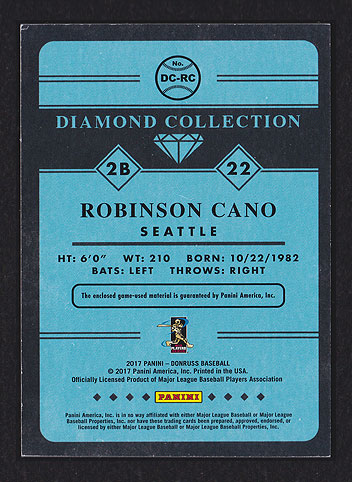 No.
DC-RC
DIAMOND COLLECTION
2B 22
ROBINSON CANO
SEATTLE
HT: 6'0" WT: 210 BORN: 10/22/1982
BATS: LEFT THROWS: RIGHT
The enclosed game-used material is guaranteed by Panini America, Inc.
PLAYERS
2017 PANINI – DONRUSS BASEBALL
© 2017 Panini America, Inc. Printed in the USA.
Officially Licensed Product of Major League Baseball Players Association
PANINI
Panini America, Inc. is in no way affiliated with either Major League Baseball or Major
League Baseball Properties, Inc. nor have these trading cards been prepared, approved, endorsed, or
licensed by either Major League Baseball or Major League Baseball Properties, Inc.